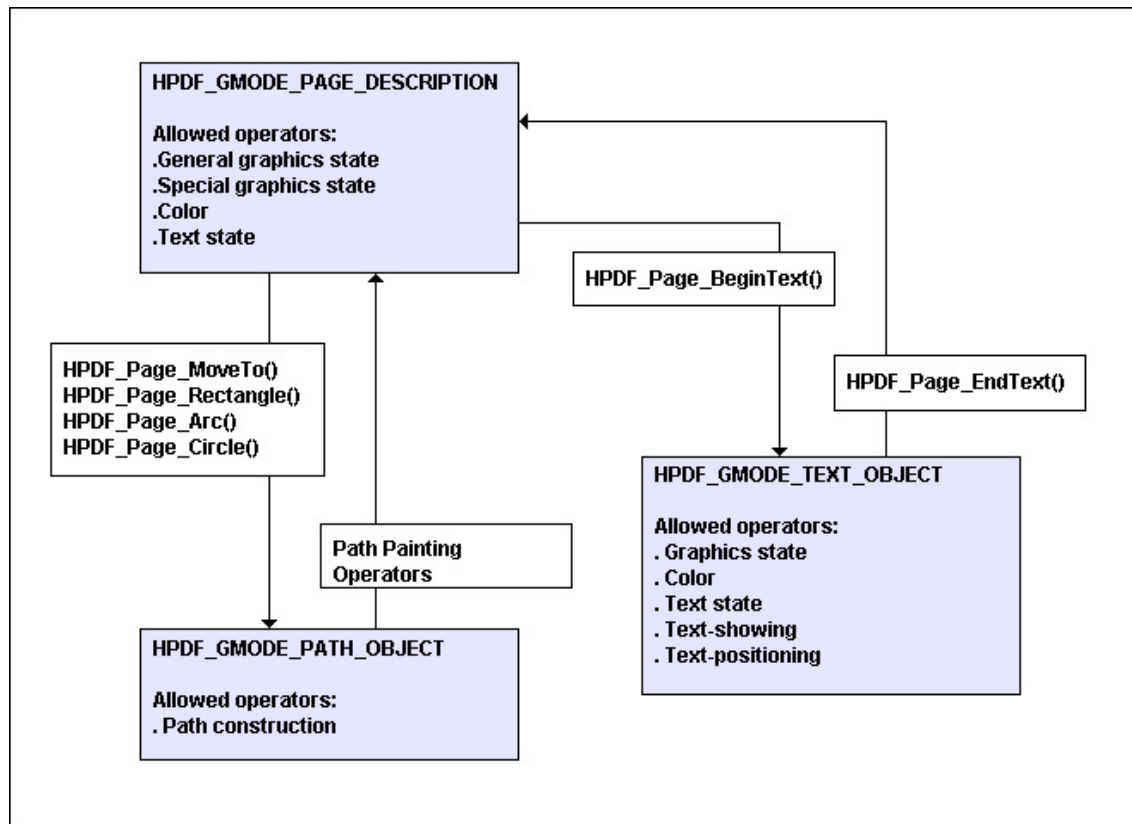 HPDF_GMODE_PAGE_DESCRIPTION
Allowed operators:
.General graphics state
.Special graphics state
.Color
.Text state
HPDF_Page_BeginText()
HPDF_Page_MoveTo()
HPDF_Page_Rectangle()
HPDF_Page_Arc()
HPDF_Page_Circle()
HPDF_Page_EndText()
Path Painting
Operators
HPDF_GMODE_TEXT_OBJECT
Allowed operators:
. Graphics state
. Color
. Text state
. Text-showing
. Text-positioning
HPDF_GMODE_PATH_OBJECT
Allowed operators:
. Path construction